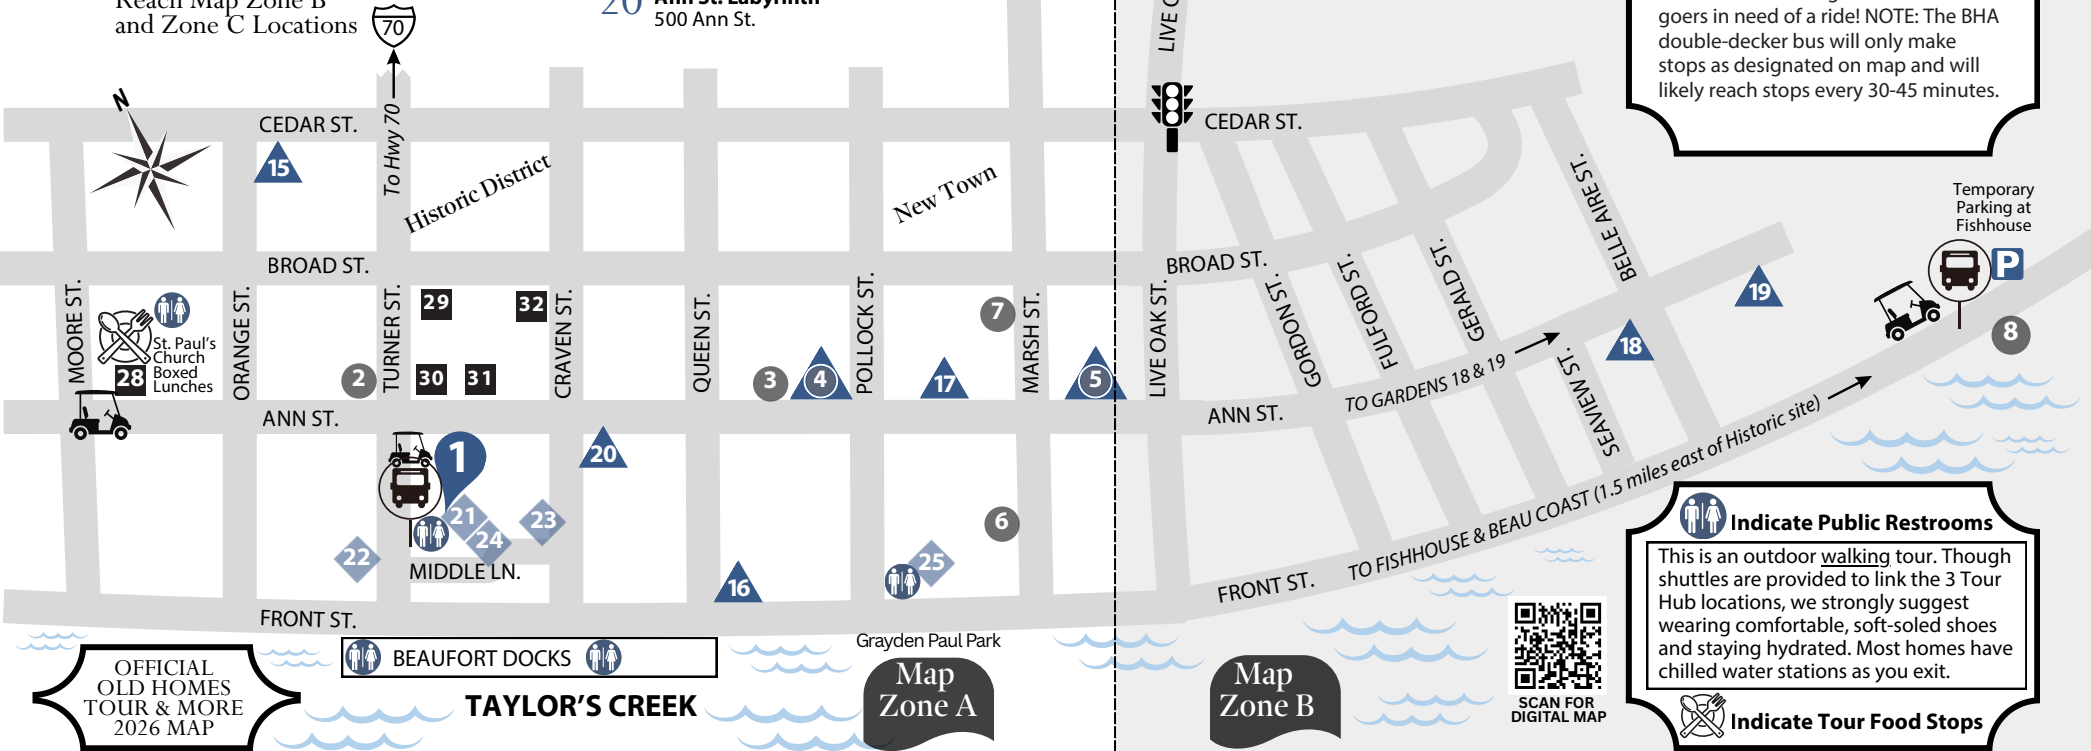 Reach Map Zone B
and Zone C Locations
70
20 Ann St. Labyrinth
500 Ann St.
LIVE
goers in need of a ride! NOTE: The BHA
double-decker bus will only make
stops as designated on map and will
likely reach stops every 30-45 minutes.
N
To Hwy 70
CEDAR ST.
CEDAR ST.
15
Historic District
New Town
BELLE AIRE ST.
Temporary
Parking at
Fishhouse
P
BROAD ST.
BROAD ST.
MOORE ST.
ORANGE ST.
TURNER ST.
CRAVEN ST.
QUEEN ST.
POLLOCK ST.
MARSH ST.
LIVE OAK ST.
GORDON ST.
FULFORD ST.
GERALD ST.
SEAVIEW ST.
29
32
7
19
8
St. Paul's
Church
Boxed
Lunches
28
2
30
31
3
4
17
5
18
TO GARDENS 18 & 19
ANN ST.
ANN ST.
1
20
21
24
23
22
6
25
16
MIDDLE LN.
TO FISHHOUSE & BEAU COAST (1.5 miles east of Historic site)
FRONT ST.
FRONT ST.
BEAUFORT DOCKS
Grayden Paul Park
TAYLOR'S CREEK
Map
Zone A
Map
Zone B
OFFICIAL
OLD HOMES
TOUR & MORE
2026 MAP
SCAN FOR
DIGITAL MAP
Indicate Public Restrooms
This is an outdoor walking tour. Though
shuttles are provided to link the 3 Tour
Hub locations, we strongly suggest
wearing comfortable, soft-soled shoes
and staying hydrated. Most homes have
chilled water stations as you exit.
Indicate Tour Food Stops